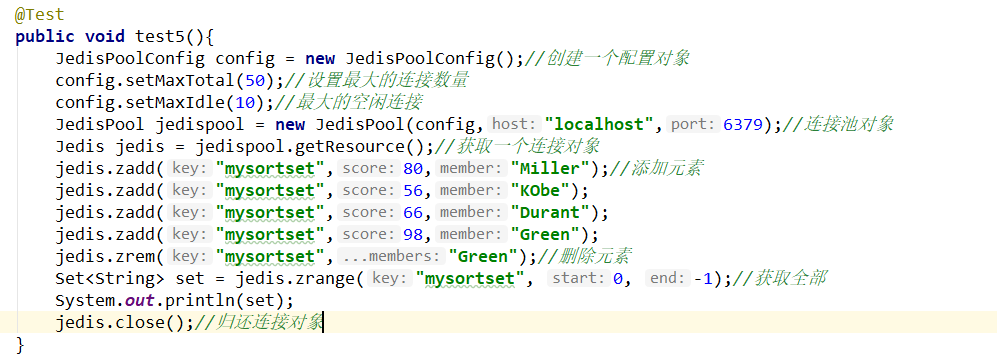 @Test
public void test5(){
JedisPoolConfig config = new JedisPoolConfig();//创建一个配置对象
config.setMaxTotal(50);//设置最大的连接数量
config.setMaxIdle(10);//最大的空闲连接
JedisPool jedispool = new JedisPool(config, host: "localhost", port: 6379);//连接池对象
Jedis jedis = jedispool.getResource();//获取一个连接对象
jedis.zadd( key: "mysortset", score: 80, member: "Miller");//添加元素
jedis.zadd( key: "mysortset", score: 56, member: "KObe");
jedis.zadd( key: "mysortset", score: 66, member: "Durant");
jedis.zadd( key: "mysortset", score: 98, member: "Green");
jedis.zrem( key: "mysortset", ...members: "Green");//删除元素
Set<String> set = jedis.zrange( key: "mysortset", start: 0, end: -1);//获取全部
System.out.println(set);
jedis.close();//归还连接对象
}